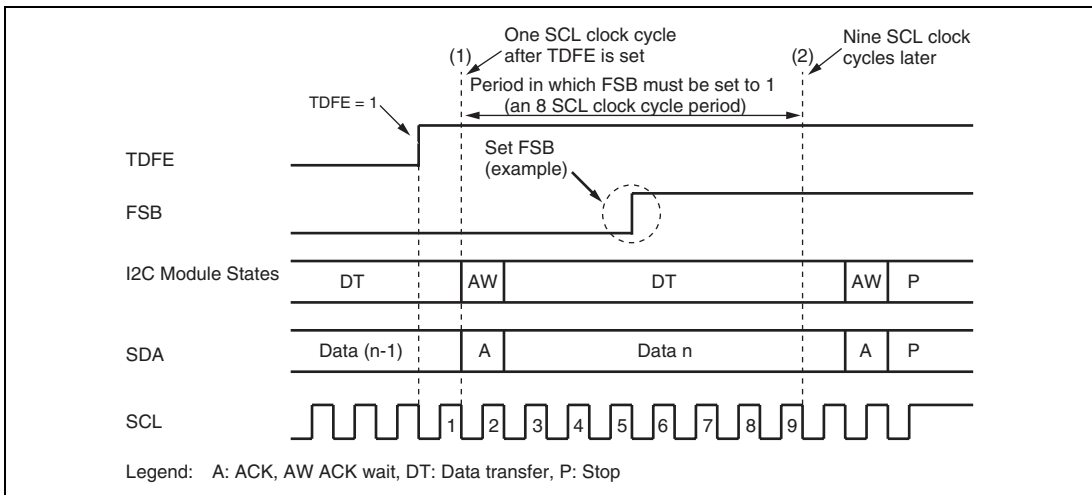 (1)
One SCL clock cycle
after TDFE is set
(2)
Nine SCL clock
cycles later
Period in which FSB must be set to 1
(an 8 SCL clock cycle period)
TDFE = 1
TDFE
Set FSB
(example)
FSB
I2C Module States
DT
AW
DT
AW
P
SDA
Data (n-1)
A
Data n
A
P
SCL
1
2
3
4
5
6
7
8
9
Legend: A: ACK, AW ACK wait, DT: Data transfer, P: Stop